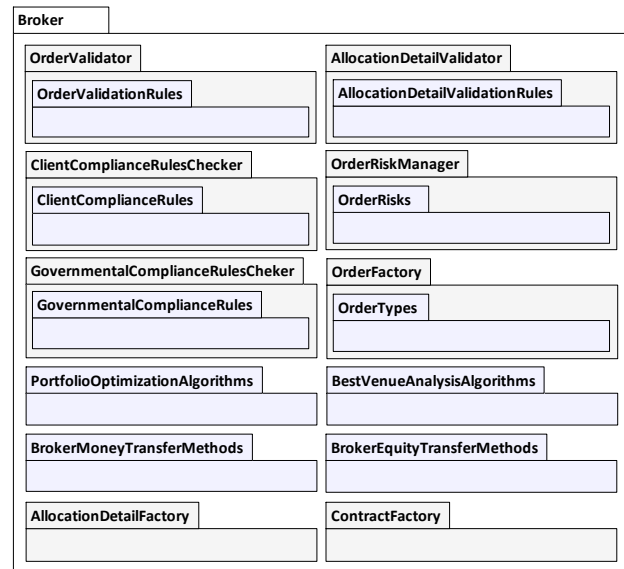 Broker
OrderValidator
AllocationDetailValidator
OrderValidationRules
AllocationDetailValidationRules
ClientComplianceRulesChecker
OrderRiskManager
ClientComplianceRules
OrderRisks
GovernmentalComplianceRulesCheker
OrderFactory
GovernmentalComplianceRules
OrderTypes
PortfolioOptimizationAlgorithms
BestVenueAnalysisAlgorithms
BrokerMoneyTransferMethods
BrokerEquityTransferMethods
AllocationDetailFactory
ContractFactory